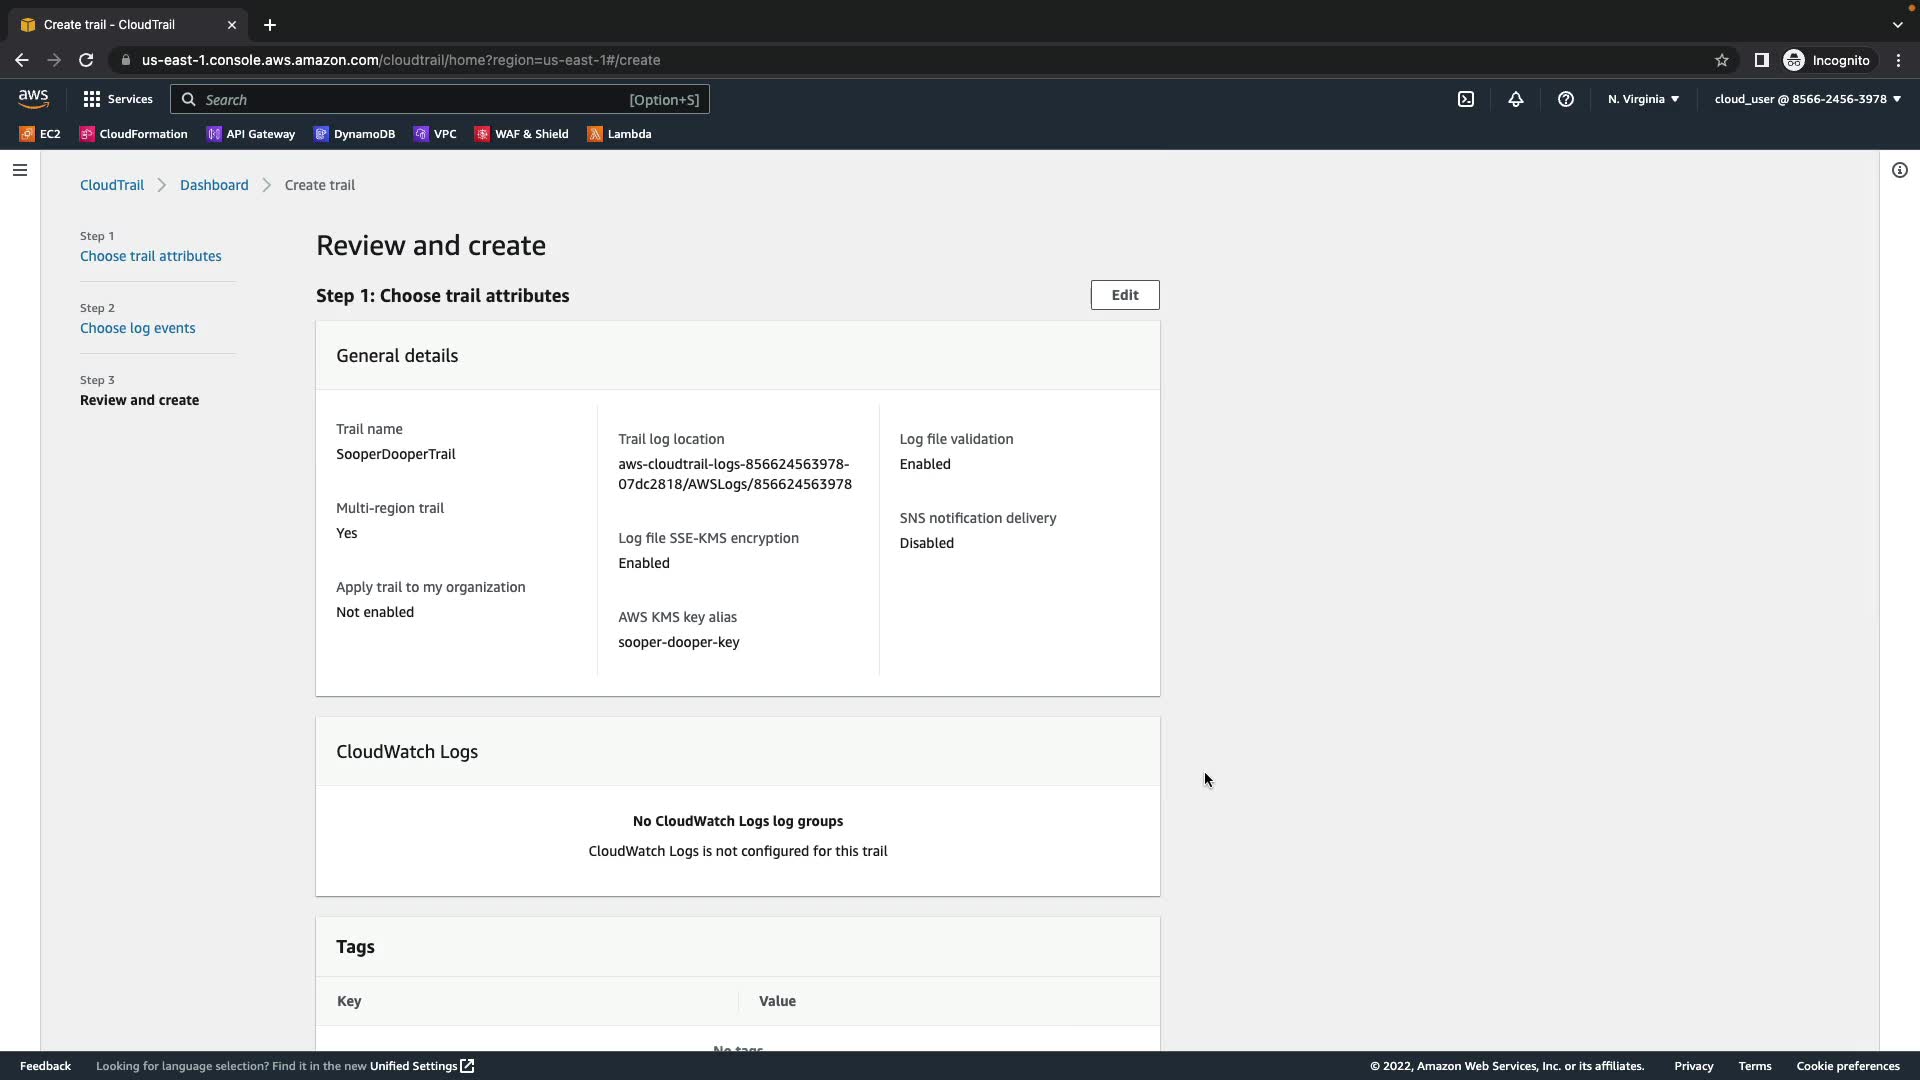 Create trail - CloudTrail
us-east-1.console.aws.amazon.com/cloudtrail/home?region=us-east-1#/create
Incognito
aws
Services
Search
[Option+S]
N. Virginia
cloud_user @ 8566-2456-3978
EC2
CloudFormation
API Gateway
DynamoDB
VPC
WAF & Shield
Lambda
CloudTrail
Dashboard
Create trail
Step 1
Choose trail attributes
Step 2
Choose log events
Step 3
Review and create
Review and create
Step 1: Choose trail attributes
Edit
General details
Trail name
SooperDooperTrail
Multi-region trail
Yes
Apply trail to my organization
Not enabled
Trail log location
aws-cloudtrail-logs-856624563978-
07dc2818/AWSLogs/856624563978
Log file SSE-KMS encryption
Enabled
AWS KMS key alias
sooper-dooper-key
Log file validation
Enabled
SNS notification delivery
Disabled
CloudWatch Logs
No CloudWatch Logs log groups
CloudWatch Logs is not configured for this trail
Tags
Key
Value
No tags
Feedback
Looking for language selection? Find it in the new Unified Settings
© 2022, Amazon Web Services, Inc. or its affiliates.
Privacy
Terms
Cookie preferences